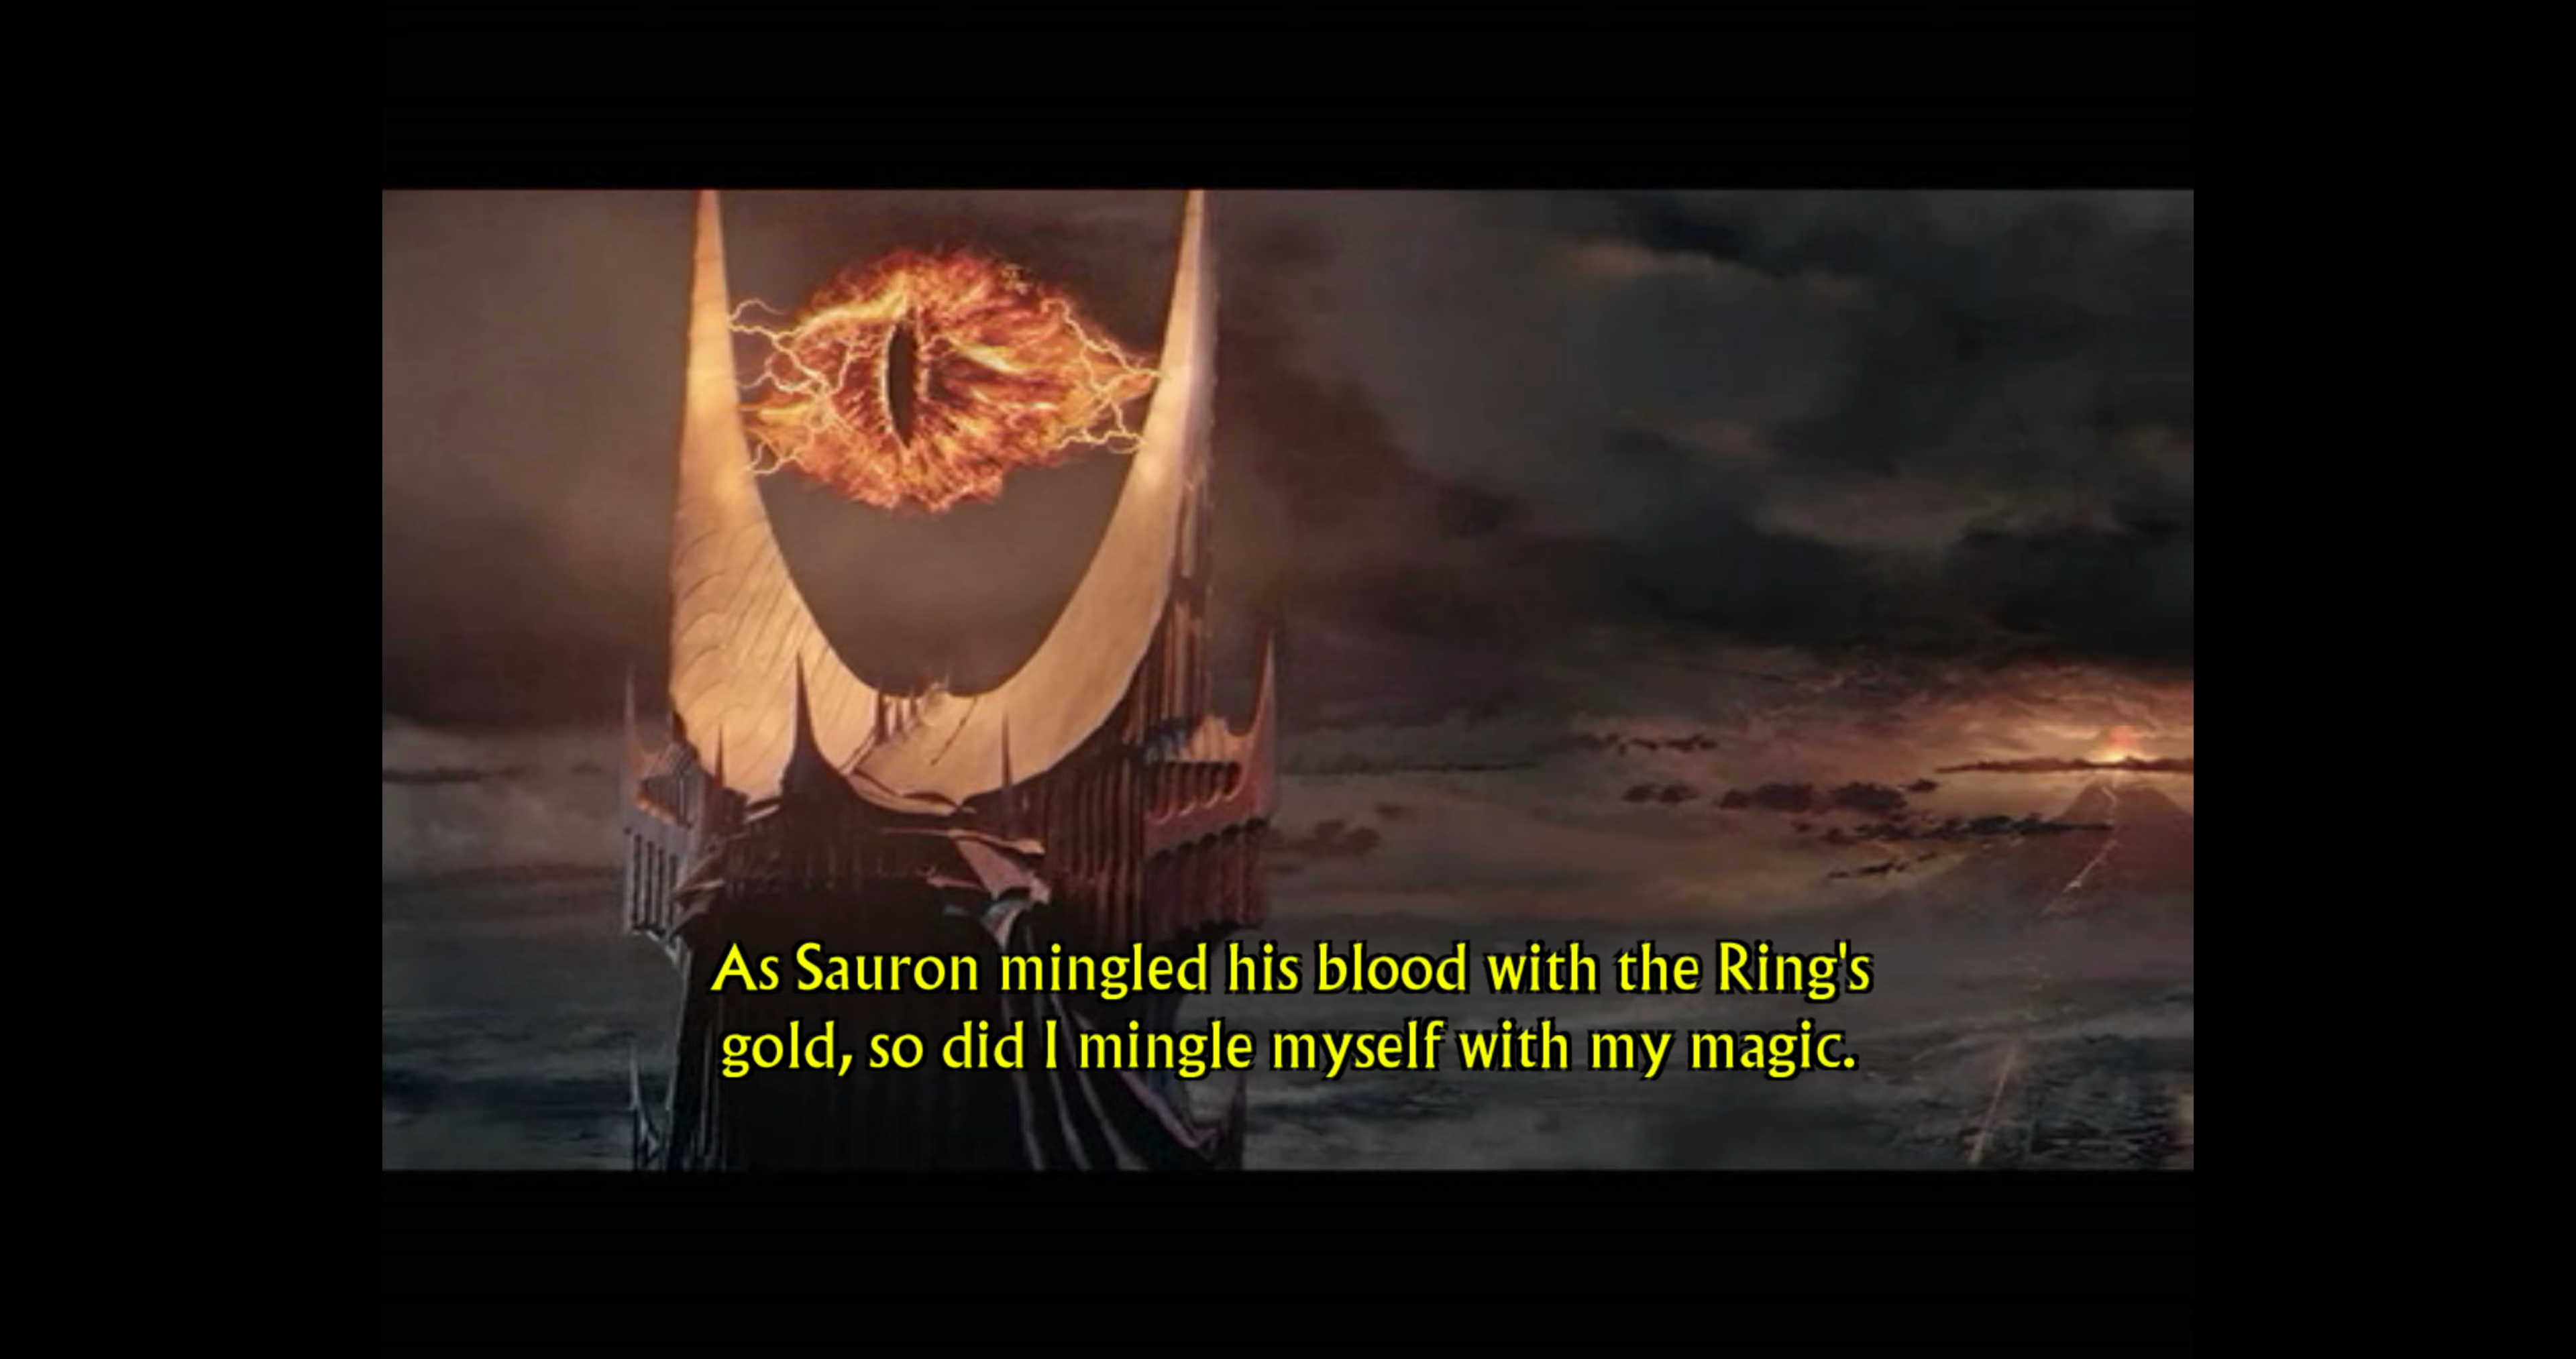 As Sauron mingled his blood with the Ring's
gold, so did I mingle myself with my magic.